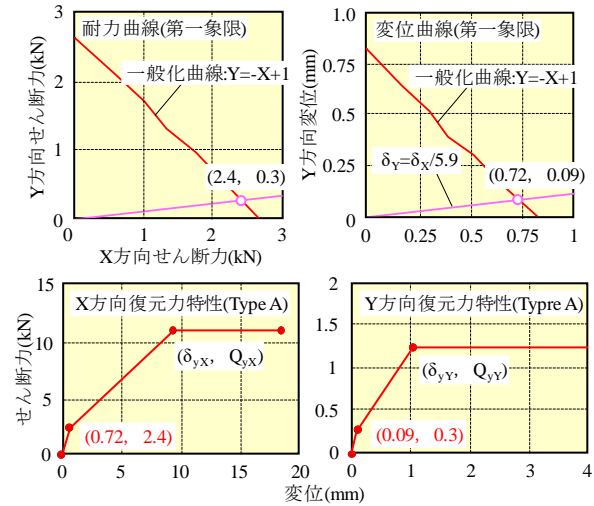 耐力曲線(第一象限)
一般化曲線:Y=-X+1
(2.4, 0.3)
Y方向せん断力(kN)
3
2
1
0
0 1 2 3
X方向せん断力(kN)
変位曲線(第一象限)
一般化曲線:Y=-X+1
δY=δX/5.9
(0.72, 0.09)
Y方向変位(mm)
1.0
0.75
0.5
0.25
0
0 0.25 0.5 0.75 1
X方向復元力特性(Type A)
(δyX, QyX)
(0.72, 2.4)
せん断力(kN)
15
10
5
0
0 5 10 15 20
Y方向復元力特性(Typre A)
(δyY, QyY)
(0.09, 0.3)
2
1.5
1
0.5
0
0 1 2 3 4
変位(mm)